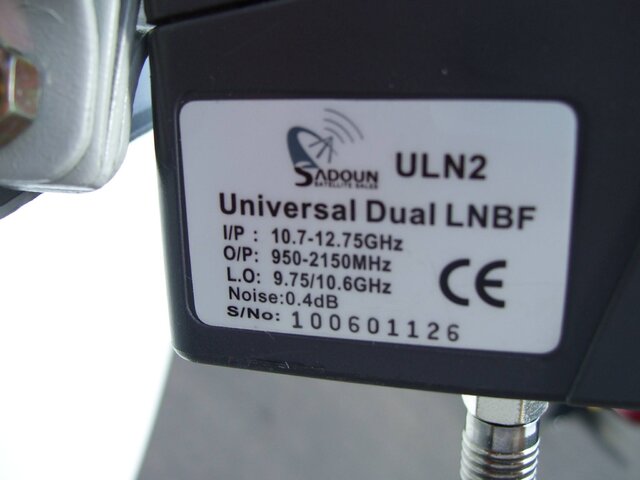 SADOUN
SATELLITE SALES
ULN2
Universal Dual LNBF
I/P : 10.7-12.75GHz
O/P: 950-2150MHz
L.O: 9.75/10.6GHz
Noise:0.4dB
S/No: 100601126
CE